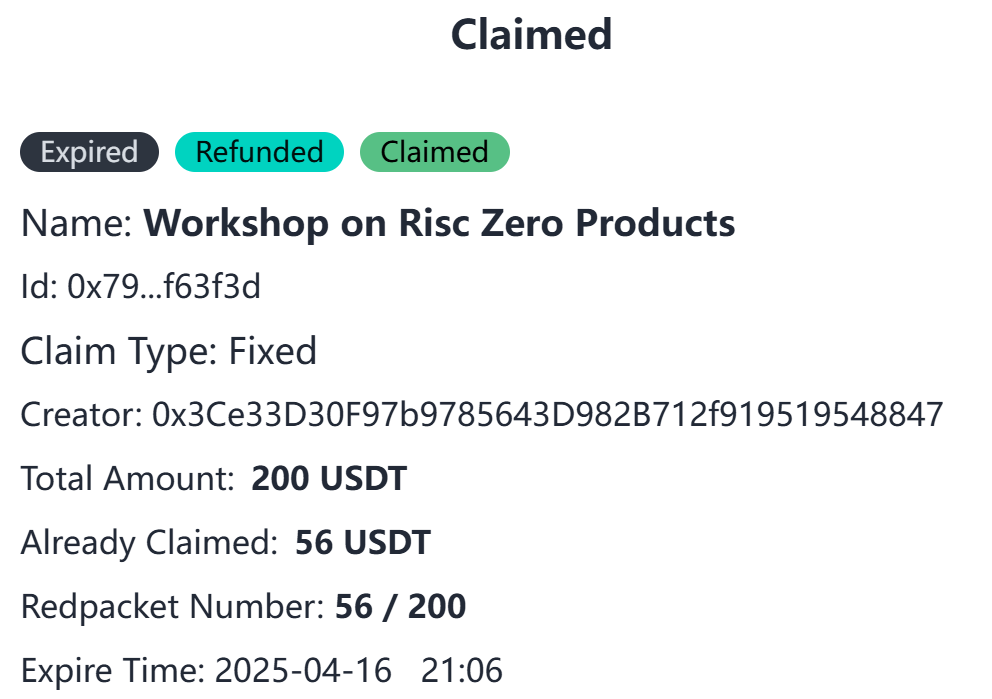 Claimed
Expired Refunded Claimed
Name: Workshop on Risc Zero Products
Id: 0x79...f63f3d
Claim Type: Fixed
Creator: 0x3Ce33D30F97b9785643D982B712f919519548847
Total Amount: 200 USDT
Already Claimed: 56 USDT
Redpacket Number: 56 / 200
Expire Time: 2025-04-16 21:06